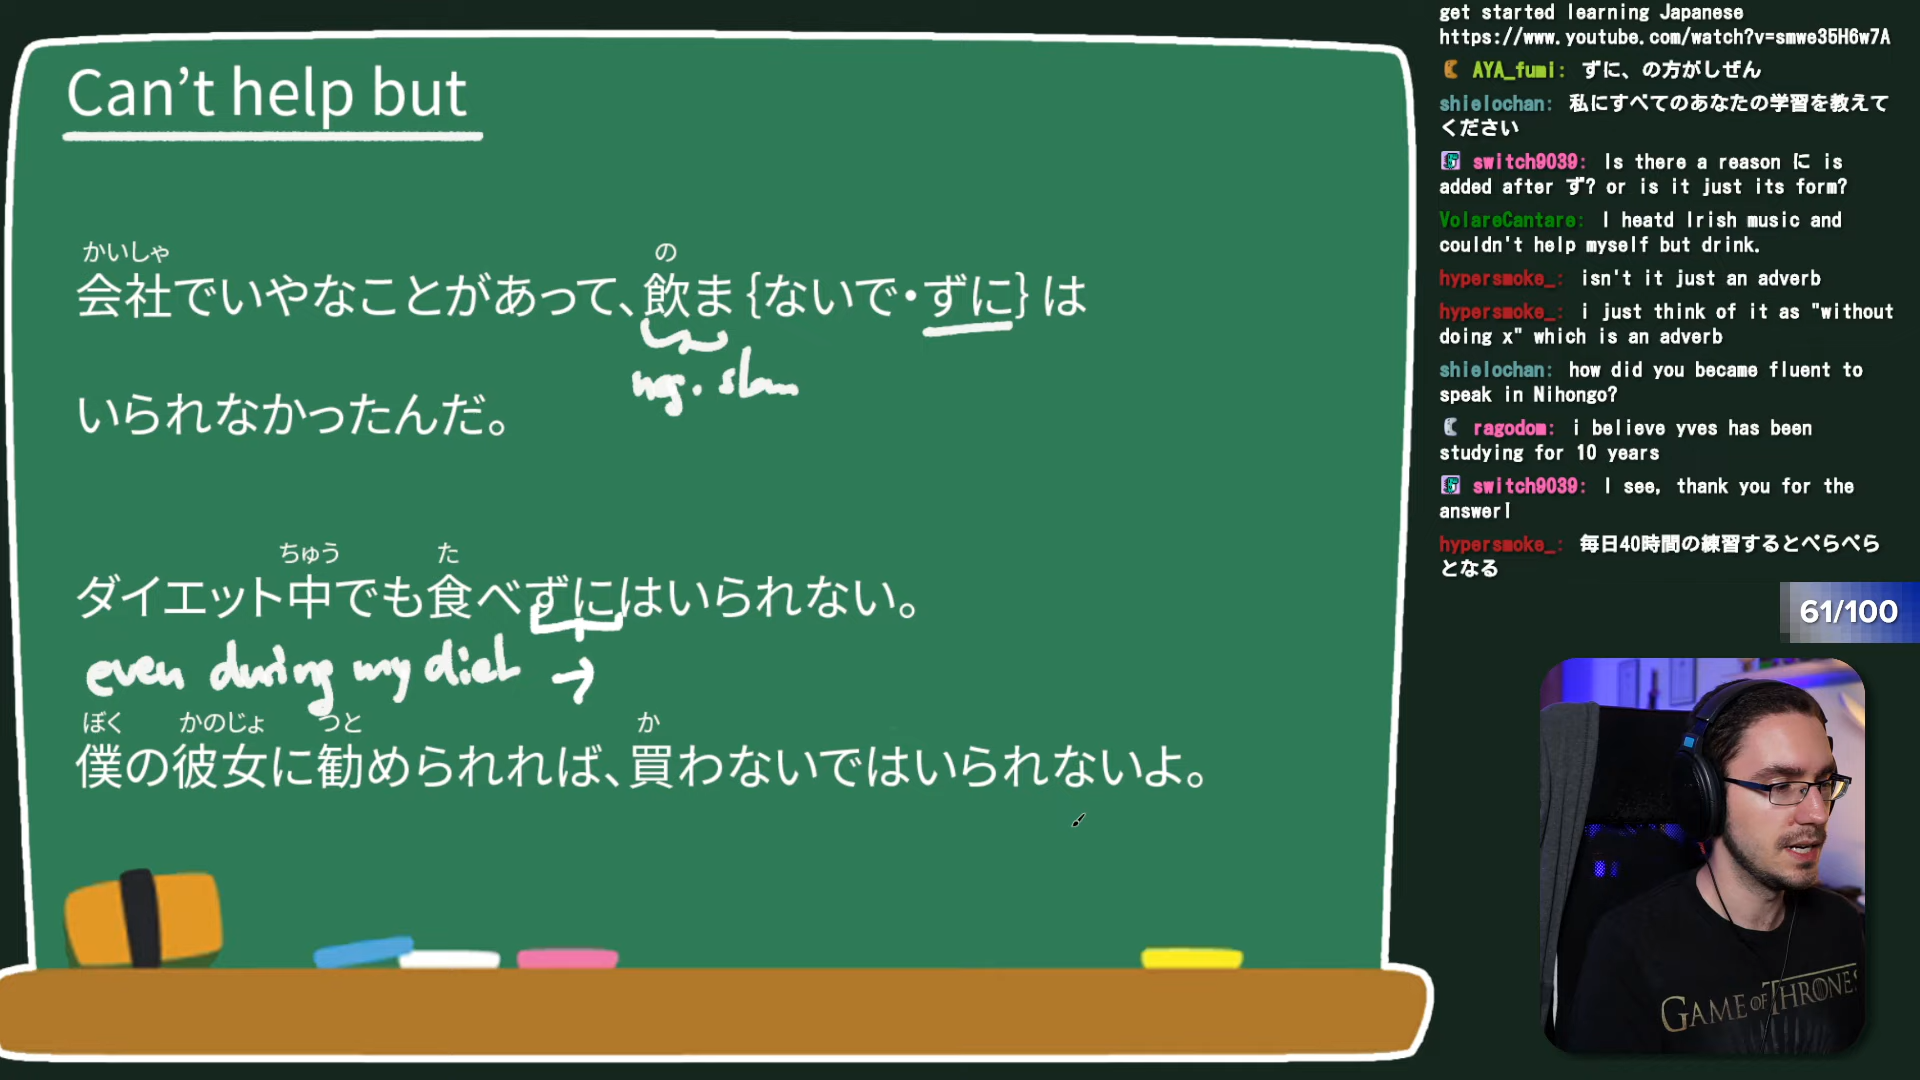 Can't help but
かいしゃ
の
会社でいやなことがあって、飲ま{ないで・ずに}は
neg. stem
いられなかったんだ。
ちゅう
た
ダイエット中でも食べずにはいられない。
even during my diet →
ぼく
かのじょ
つと
か
僕の彼女に勧められれば、買わないではいられないよ。
get started learning Japanese
https://www.youtube.com/watch?v=smwe35H6w7A
AYA_fumi: ずに、の方がしぜん
shielochan: 私にすべてのあなたの学習を教えて
ください
switch9039: Is there a reason に is
added after ず? or is it just its form?
VolareCantare: I heatd Irish music and
couldn't help myself but drink.
hypersmoke_: isn't it just an adverb
hypersmoke_: i just think of it as "without
doing x" which is an adverb
shielochan: how did you became fluent to
speak in Nihongo?
ragodom: i believe yves has been
studying for 10 years
switch9039: I see, thank you for the
answer!
hypersmoke_: 毎日40時間の練習するとぺらぺら
となる
61/100
GAME OF THRONES